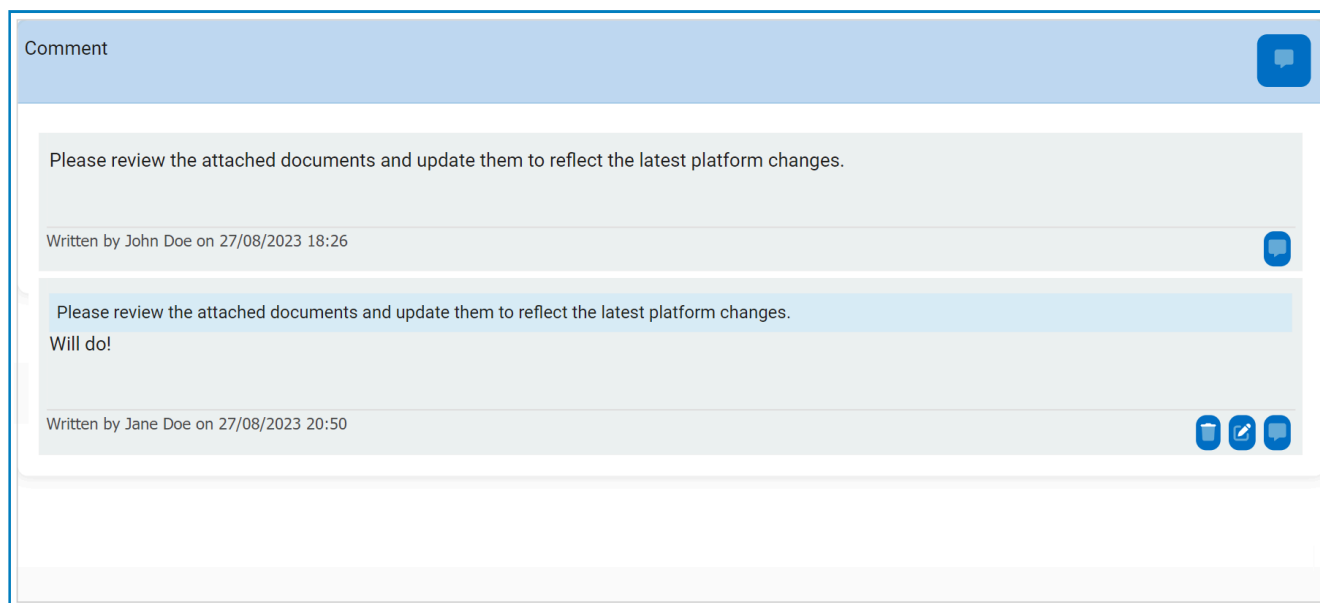 Comment
Please review the attached documents and update them to reflect the latest platform changes.
Written by John Doe on 27/08/2023 18:26
Please review the attached documents and update them to reflect the latest platform changes.
Will do!
Written by Jane Doe on 27/08/2023 20:50